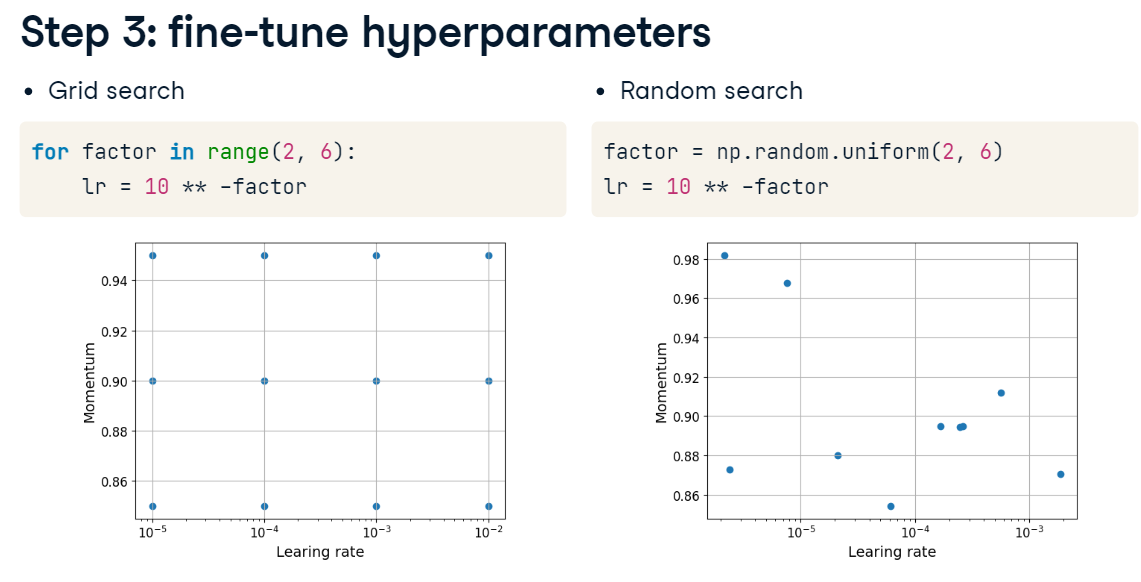 Step 3: fine-tune hyperparameters
• Grid search
for factor in range(2, 6):
    lr = 10 ** -factor
0.94
0.92
0.90
0.88
0.86
Momentum
10⁻⁵ 10⁻⁴ 10⁻³ 10⁻²
Learing rate
• Random search
factor = np.random.uniform(2, 6)
lr = 10 ** -factor
0.98
0.96
0.94
0.92
0.90
0.88
0.86
Momentum
10⁻⁵ 10⁻⁴ 10⁻³
Learing rate